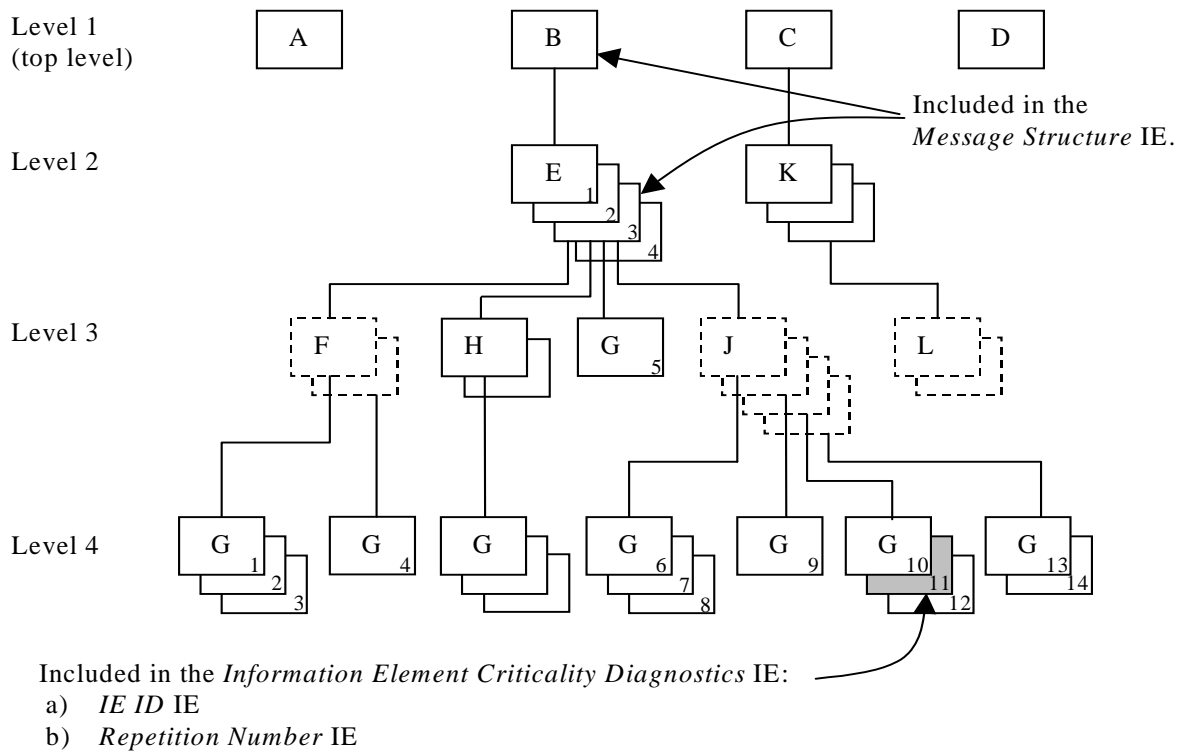 Level 1
(top level)
A B C D
Included in the
Message Structure IE.
Level 2
E 1 2 3 4 K
Level 3
F H G 5 J L
Level 4
G 1 2 3 G 4 G G 6 7 8 G 9 G 10 11 12 G 13 14
Included in the Information Element Criticality Diagnostics IE:
a) IE ID IE
b) Repetition Number IE